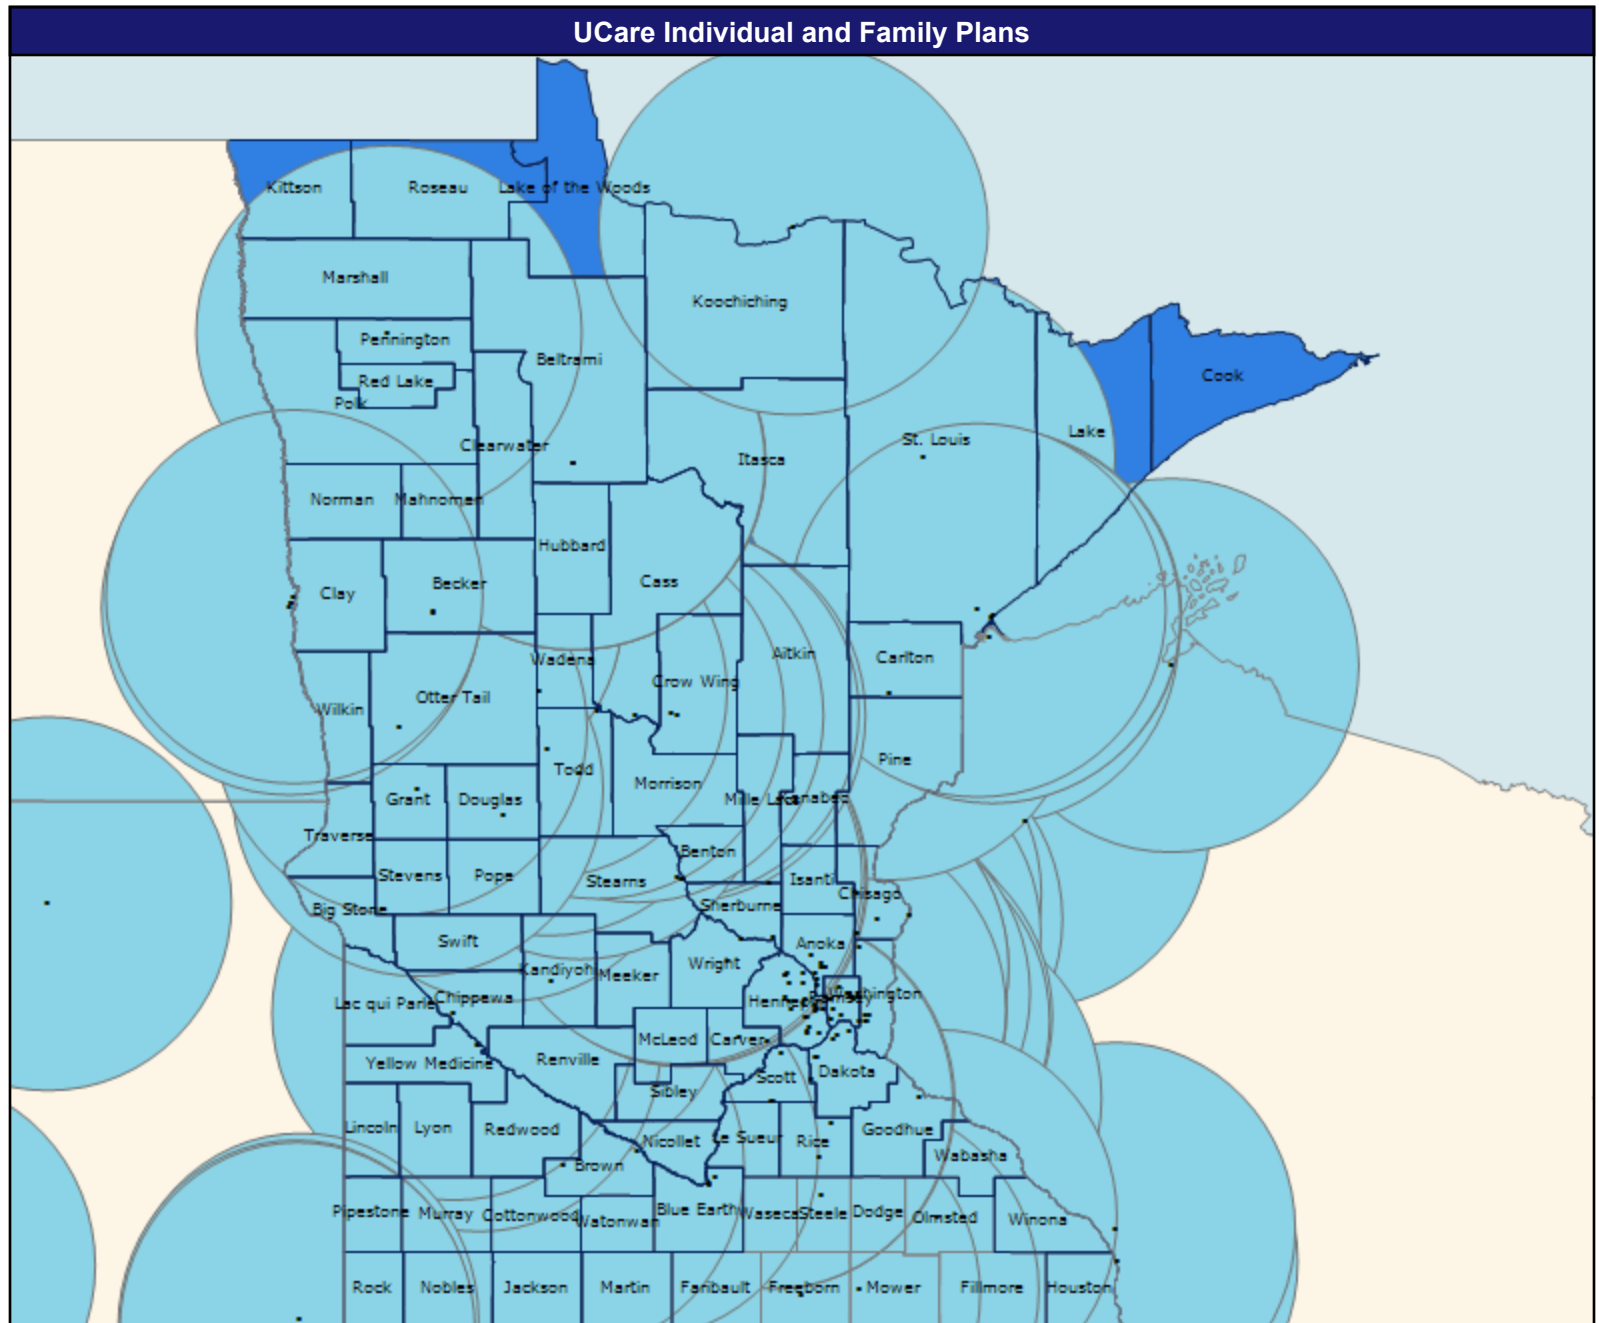 UCare Individual and Family Plans
Kittson
Roseau
Lake of the Woods
Marshall
Koochiching
Pennington
Beltrami
Red Lake
Polk
Cook
Clearwater
St. Louis
Lake
Itasca
Norman
Mahnomen
Hubbard
Cass
Clay
Becker
Wadena
Aitkin
Carlton
Crow Wing
Otter Tail
Wilkin
Pine
Todd
Morrison
Grant
Douglas
Mille Lacs
Kanabec
Traverse
Benton
Stevens
Pope
Stearns
Isanti
Chisago
Big Stone
Sherburne
Swift
Anoka
Kandiyohi
Meeker
Wright
Lac qui Parle
Chippewa
Hennepin
Ramsey
Washington
McLeod
Carver
Yellow Medicine
Renville
Scott
Dakota
Sibley
Lincoln
Lyon
Redwood
Nicollet
Le Sueur
Rice
Goodhue
Brown
Wabasha
Pipestone
Murray
Cottonwood
Watonwan
Blue Earth
Waseca
Steele
Dodge
Olmsted
Winona
Rock
Nobles
Jackson
Martin
Faribault
Freeborn
Mower
Fillmore
Houston